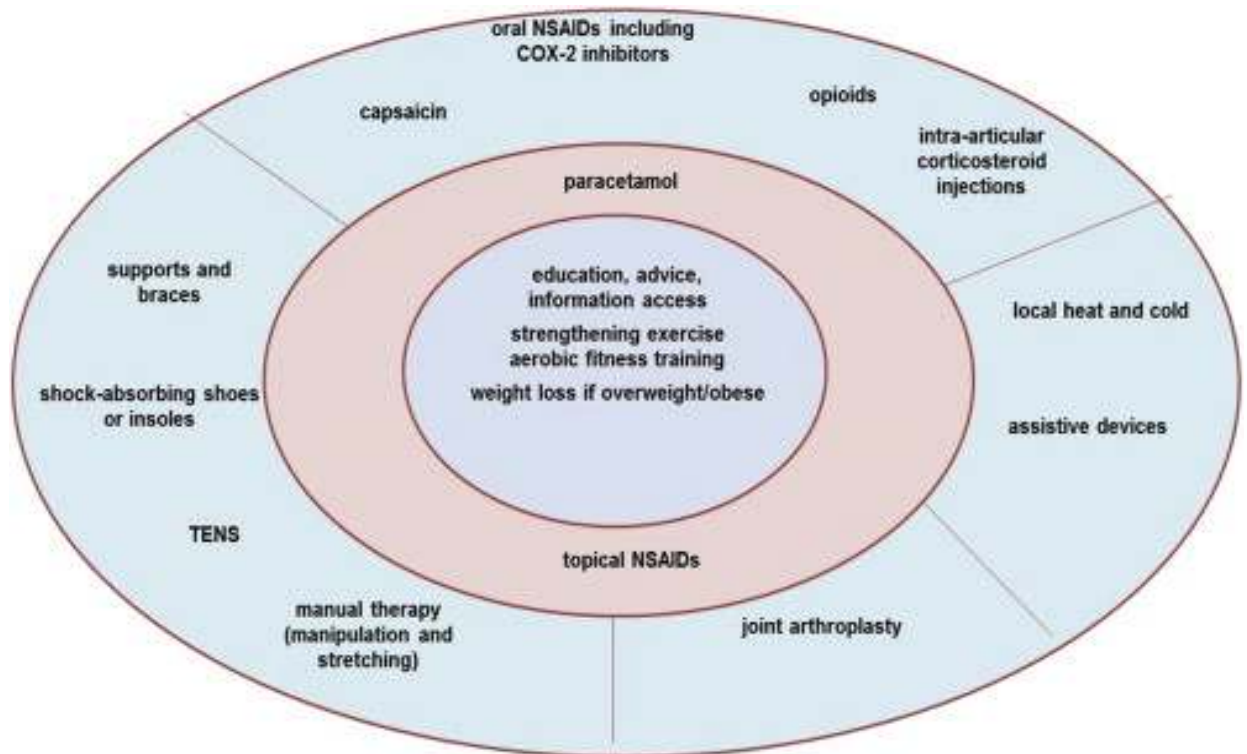 oral NSAIDs including
COX-2 inhibitors
capsaicin
opioids
intra-articular
corticosteroid
injections
paracetamol
supports and
braces
education, advice,
information access
strengthening exercise
aerobic fitness training
weight loss if overweight/obese
local heat and cold
shock-absorbing shoes
or insoles
assistive devices
TENS
topical NSAIDs
manual therapy
(manipulation and
stretching)
joint arthroplasty